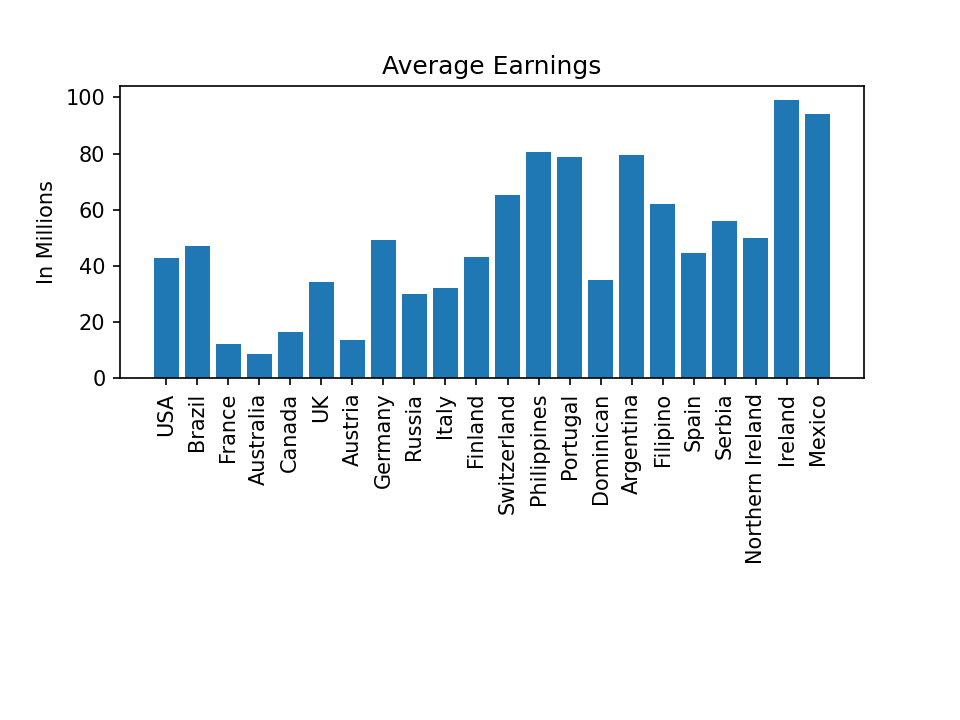 Average Earnings
In Millions
100
80
60
40
20
0
USA
Brazil
France
Australia
Canada
UK
Austria
Germany
Russia
Italy
Finland
Switzerland
Philippines
Portugal
Dominican
Argentina
Filipino
Spain
Serbia
Northern Ireland
Ireland
Mexico